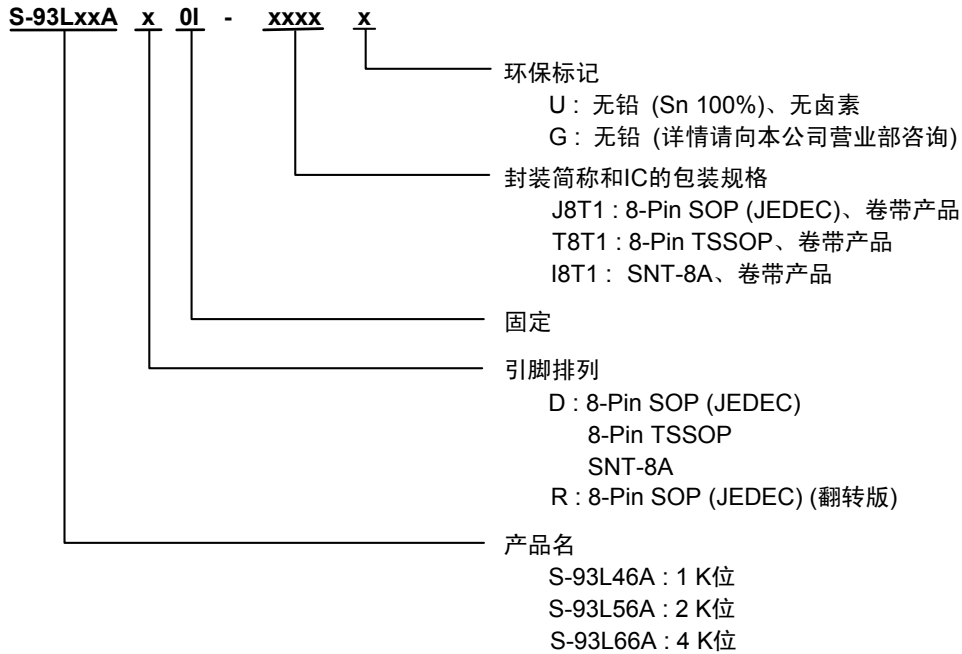 S-93LxxA x 0I - xxxx x
环保标记
U : 无铅 (Sn 100%)、无卤素
G : 无铅 (详情请向本公司营业部咨询)
封装简称和IC的包装规格
J8T1 : 8-Pin SOP (JEDEC)、卷带产品
T8T1 : 8-Pin TSSOP、卷带产品
I8T1 : SNT-8A、卷带产品
固定
引脚排列
D : 8-Pin SOP (JEDEC)
8-Pin TSSOP
SNT-8A
R : 8-Pin SOP (JEDEC) (翻转版)
产品名
S-93L46A : 1 K位
S-93L56A : 2 K位
S-93L66A : 4 K位